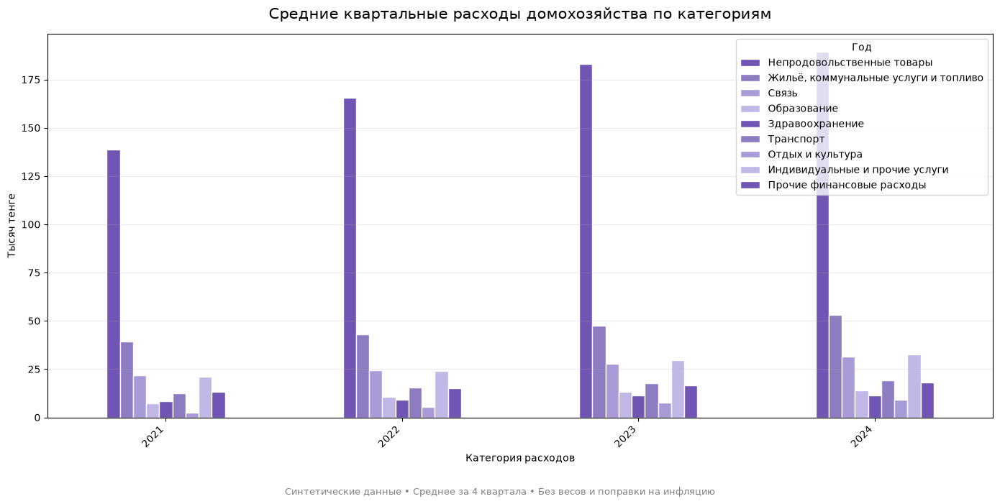 Средние квартальные расходы домохозяйства по категориям
Год
Непродовольственные товары
Жильё, коммунальные услуги и топливо
Связь
Образование
Здравоохранение
Транспорт
Отдых и культура
Индивидуальные и прочие услуги
Прочие финансовые расходы
Тысяч тенге
175
150
125
100
75
50
25
0
2021
2022
2023
2024
Категория расходов
Синтетические данные • Среднее за 4 квартала • Без весов и поправки на инфляцию